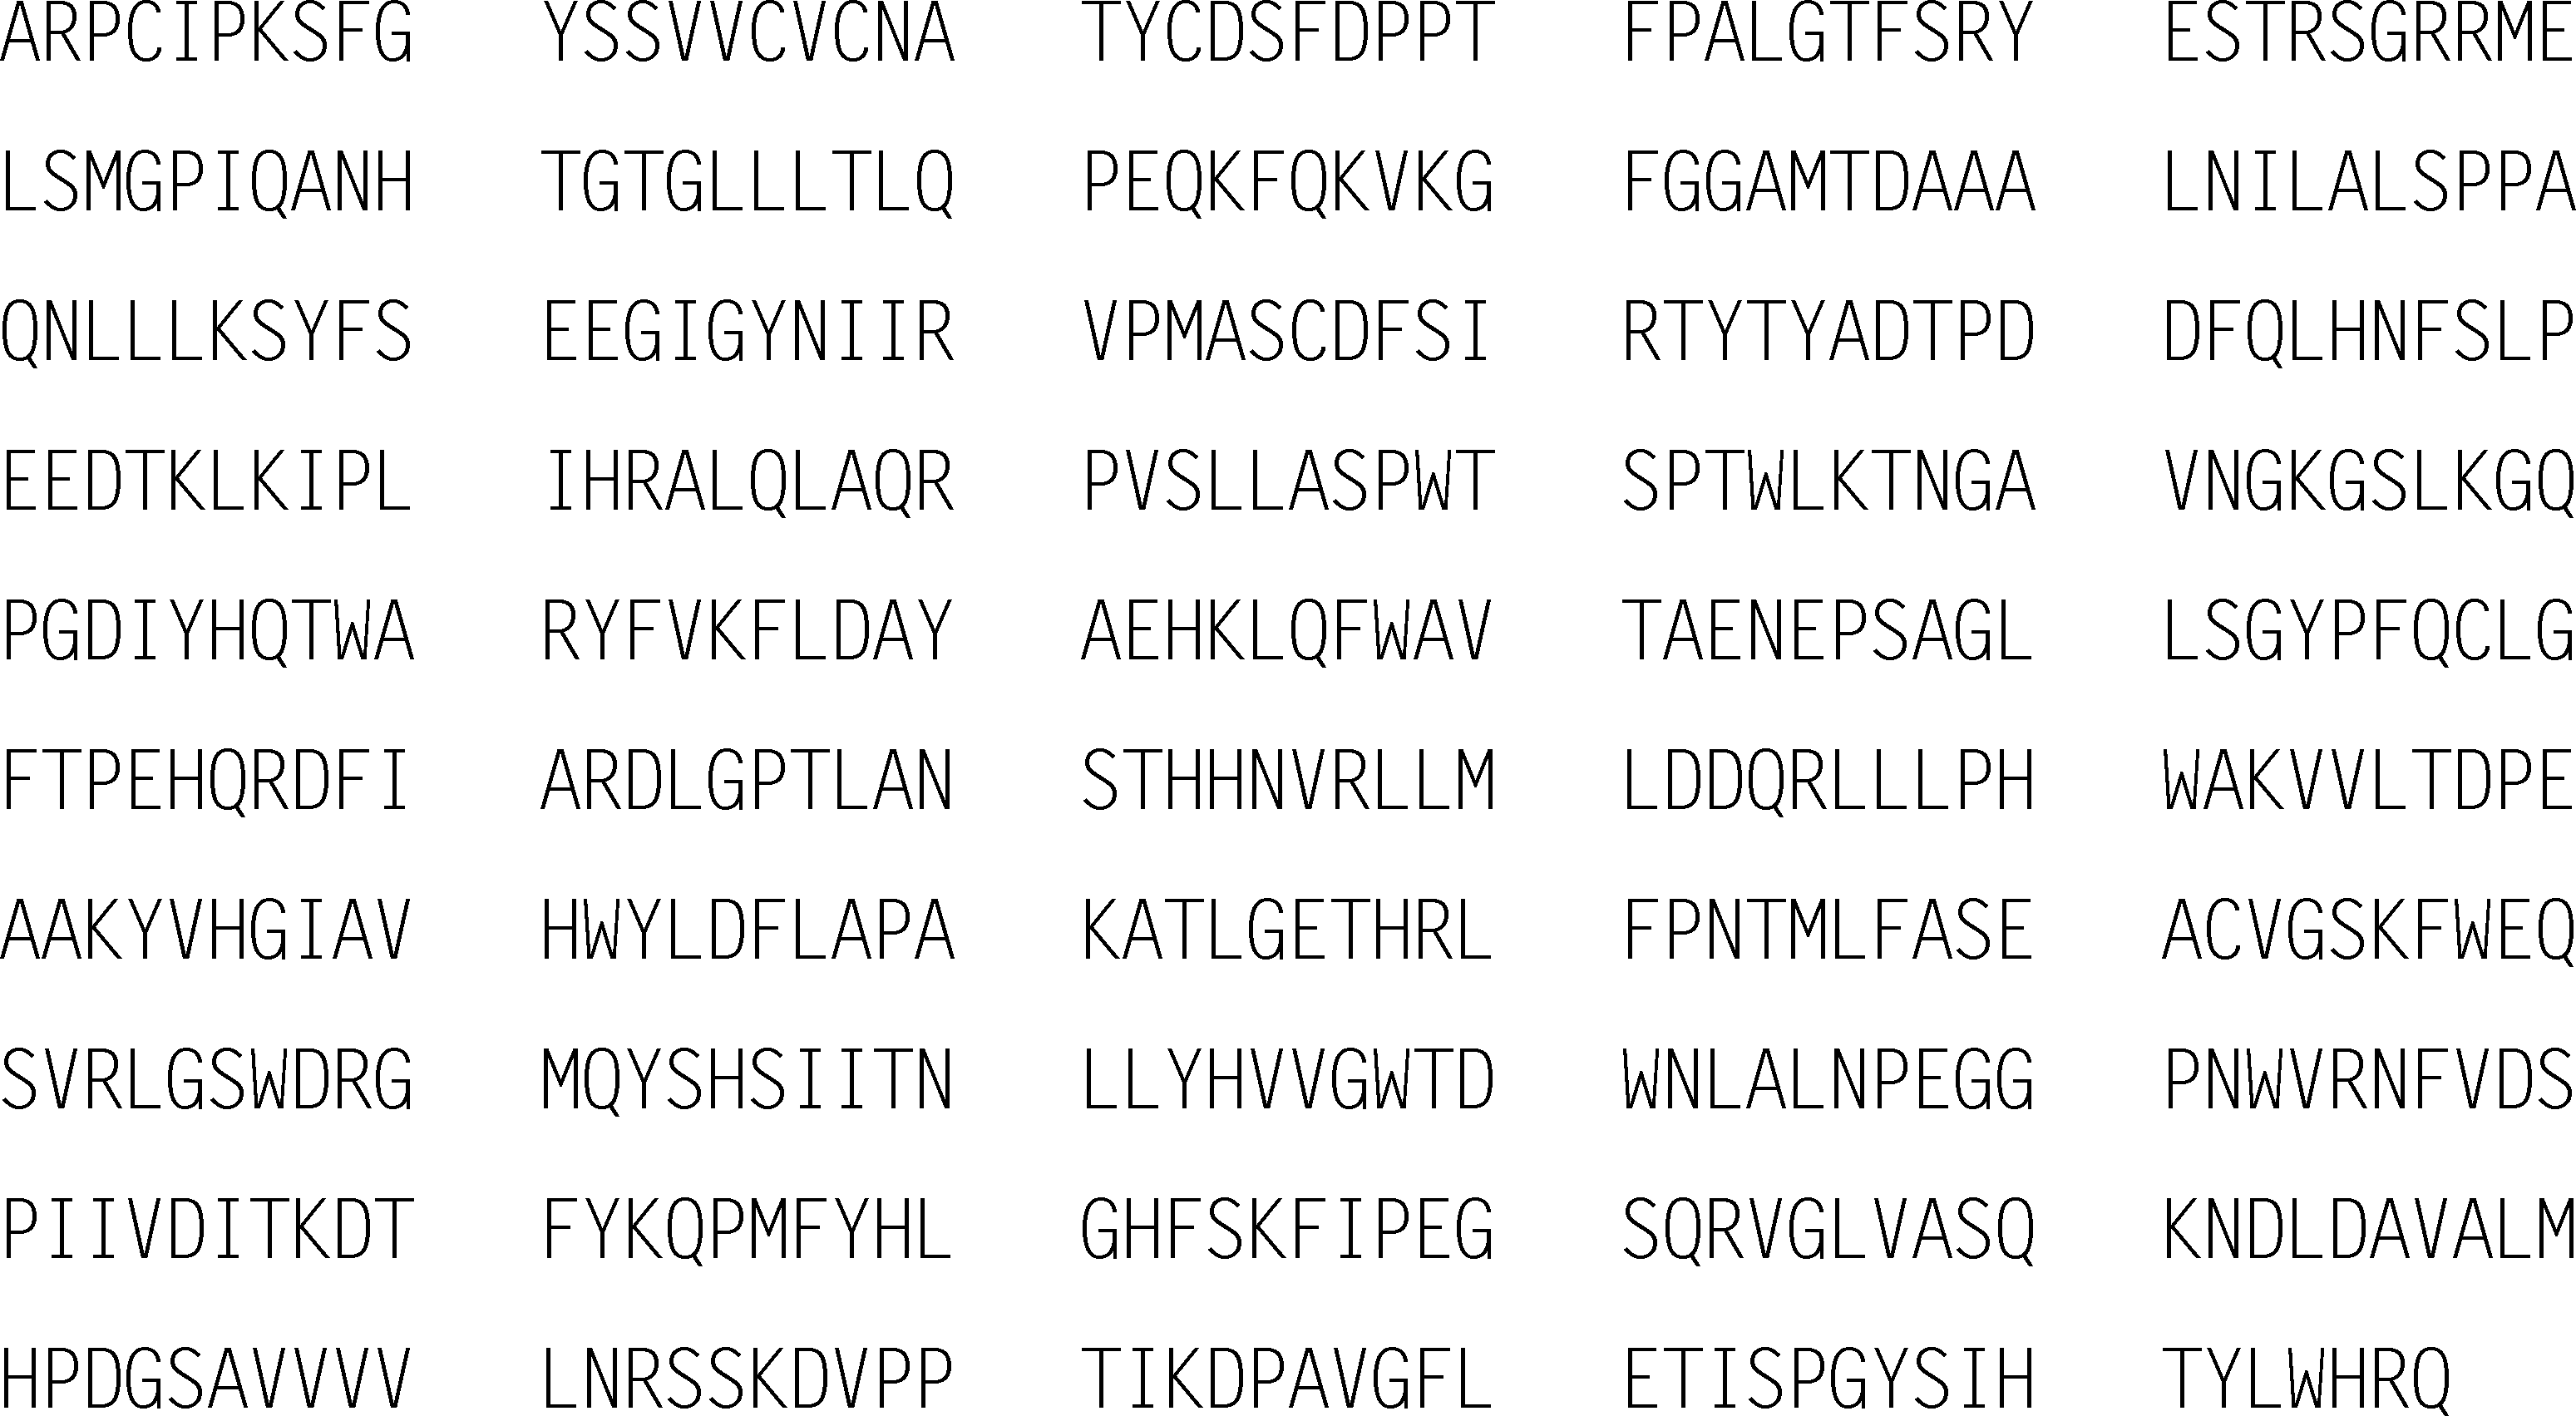 ARPCIPKSFG YSSVVCVCNA TYCDSFDPPT FPALGTFSRY ESTRSGRRME
LSMGPIQANH TGTGLLLTLQ PEQKFQKVKG FGGAMTDAAA LNILALSPPA
QNLLLKSYFS EEGIGYNIIR VPMASCDFSI RTYTYADTPD DFQLHNFSLP
EEDTKLKIPL IHRALQLAQR PVSLLASPWT SPTWLKTNGA VNGKGSLKGQ
PGDIYHQTWA RYFVKFLDAY AEHKLQFWAV TAENEPSAGL LSGYPFQCLG
FTPEHQRDFI ARDLGPTLAN STHHNVRLLM LDDQRLLLPH WAKVVLTDPE
AAKYVHGIAV HWYLDFLAPA KATLGETHRL FPNTMLFASE ACVGSKFWEQ
SVRLGSWDRG MQYSHSIITN LLYHVVGWTD WNLALNPEGG PNWVRNFVDS
PIIVDITKDT FYKQPMFYHL GHFSKFIPEG SQRVGLVASQ KNDLDAVALM
HPDGSAVVVV LNRSSKDVPP TIKDPAVGFL ETISPGYSIH TYLWHRQ